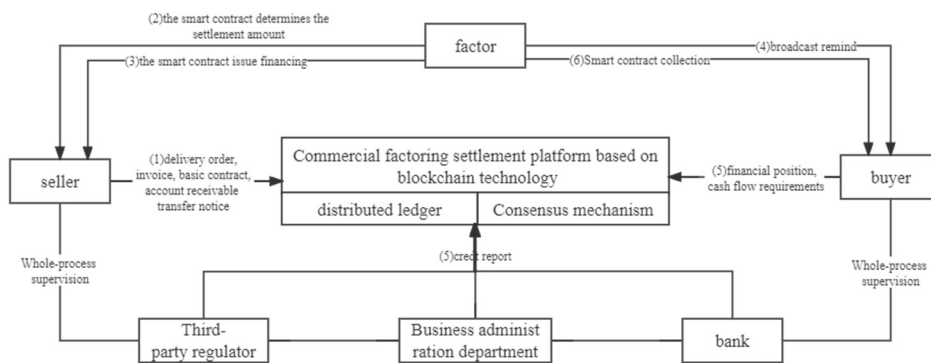 (2)the smart contract determines the
settlement amount
factor
(4)broadcast remind
(3)the smart contract issue financing
(6)Smart contract collection
seller
(1)delivery order,
invoice, basic contract,
account receivable
transfer notice
Commercial factoring settlement platform based on
blockchain technology
distributed ledger
Consensus mechanism
(5)financial position,
cash flow requirements
buyer
Whole-process
supervision
(5)credt report
Whole-process
supervision
Third-
party regulator
Business administ
ration department
bank